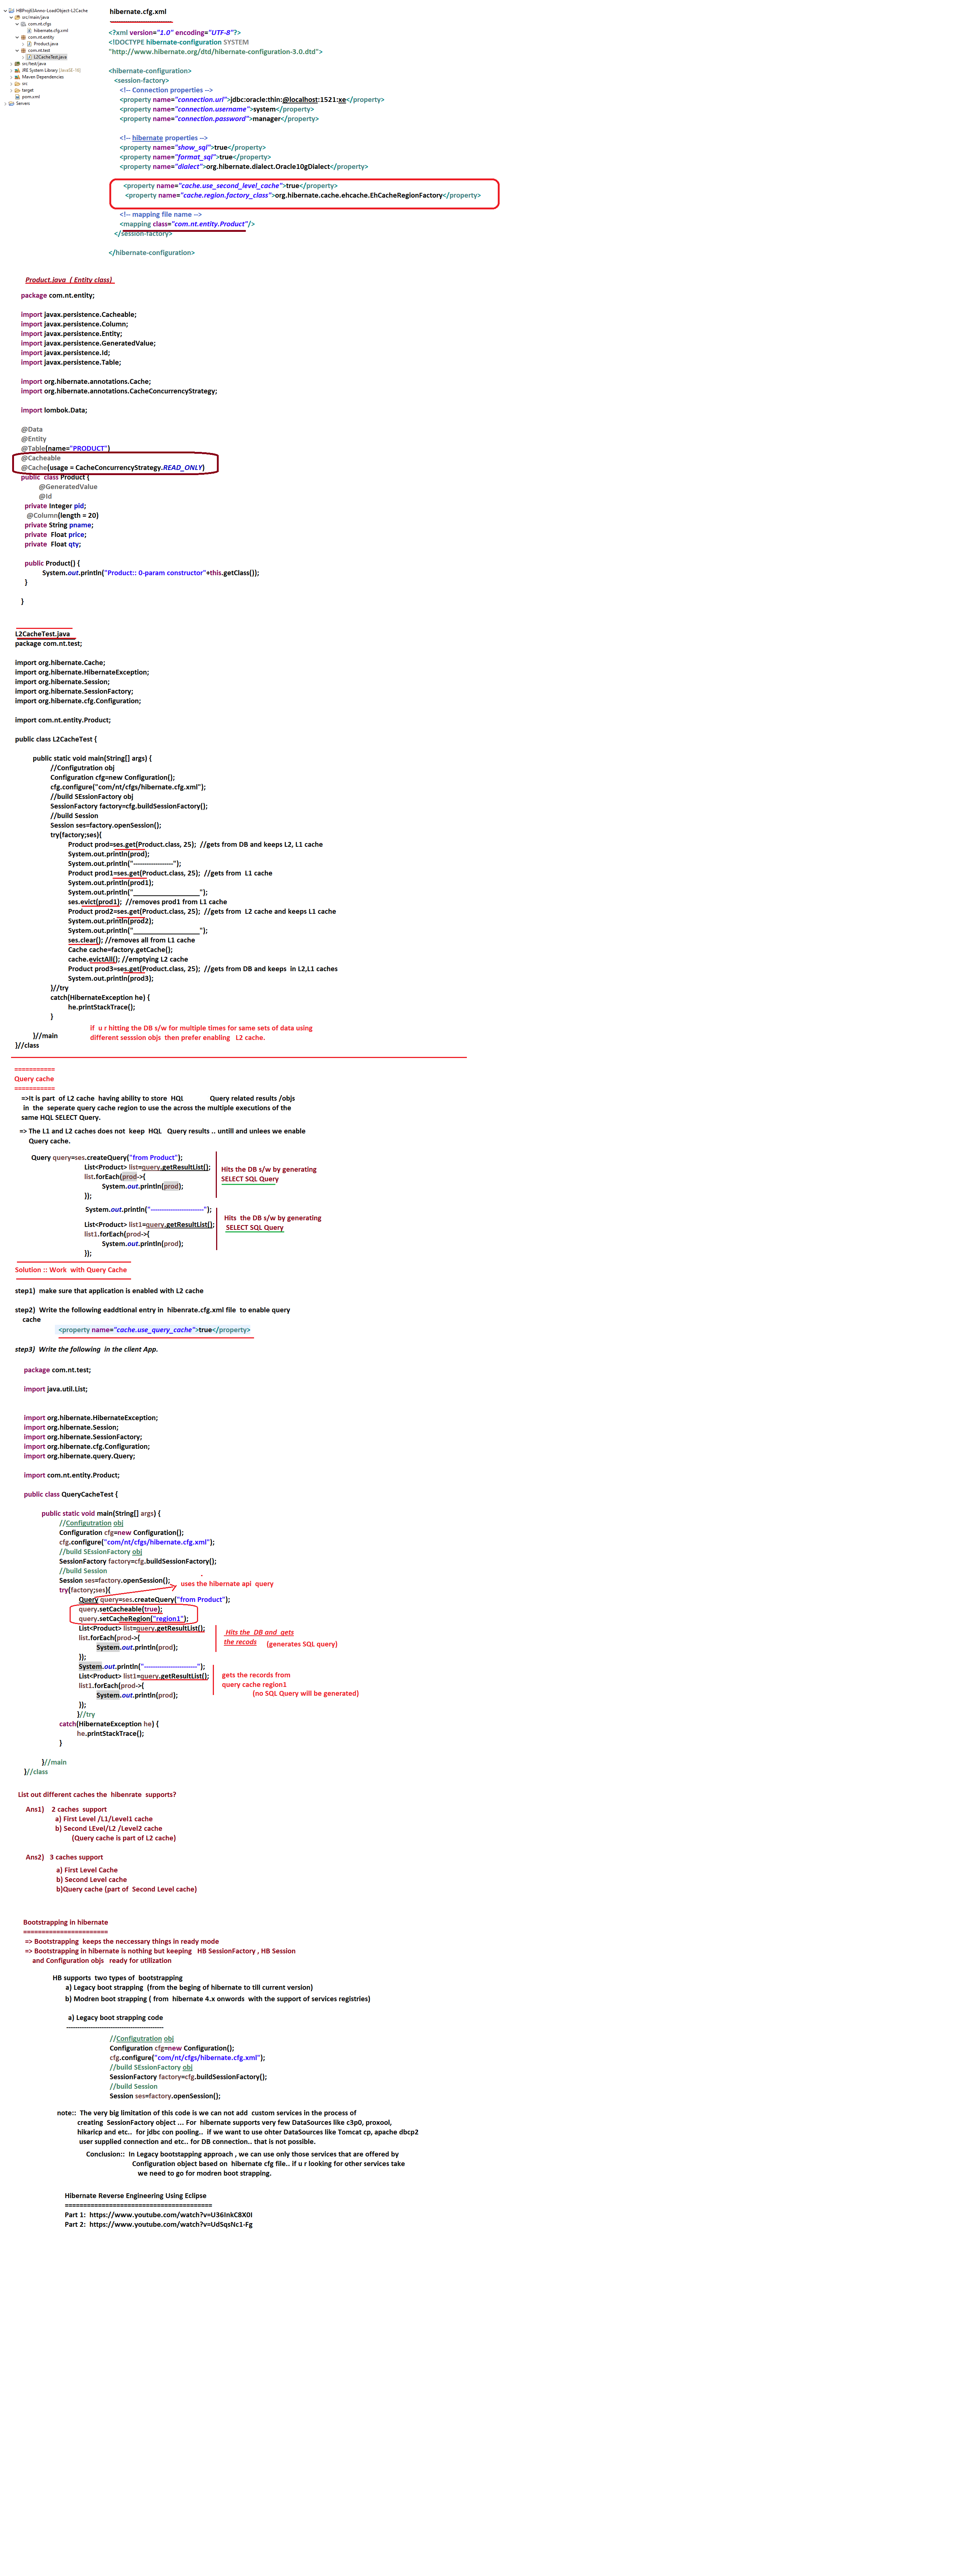 HBProj63Anno-LoadObject-L2Cache
src/main/java
com.nt.cfgs
hibernate.cfg.xml
com.nt.entity
Product.java
com.nt.test
L2CacheTest.java
src/test/java
JRE System Library [JavaSE-16]
Maven Dependencies
src
target
pom.xml
Servers
hibernate.cfg.xml
<?xml version="1.0" encoding="UTF-8"?>
<!DOCTYPE hibernate-configuration SYSTEM
"http://www.hibernate.org/dtd/hibernate-configuration-3.0.dtd">
<hibernate-configuration>
<session-factory>
<!-- Connection properties -->
<property name="connection.url">jdbc:oracle:thin:@localhost:1521:xe</property>
<property name="connection.username">system</property>
<property name="connection.password">manager</property>
<!-- hibernate properties -->
<property name="show_sql">true</property>
<property name="format_sql">true</property>
<property name="dialect">org.hibernate.dialect.Oracle10gDialect</property>
<property name="cache.use_second_level_cache">true</property>
<property name="cache.region.factory_class">org.hibernate.cache.ehcache.EhCacheRegionFactory</property>
<!-- mapping file name -->
<mapping class="com.nt.entity.Product"/>
</session-factory>
</hibernate-configuration>
Product.java ( Entity class)
package com.nt.entity;
import javax.persistence.Cacheable;
import javax.persistence.Column;
import javax.persistence.Entity;
import javax.persistence.GeneratedValue;
import javax.persistence.Id;
import javax.persistence.Table;
import org.hibernate.annotations.Cache;
import org.hibernate.annotations.CacheConcurrencyStrategy;
import lombok.Data;
@Data
@Entity
@Table(name="PRODUCT")
@Cacheable
@Cache(usage = CacheConcurrencyStrategy.READ_ONLY)
public class Product {
@GeneratedValue
@Id
private Integer pid;
@Column(length = 20)
private String pname;
private Float price;
private Float qty;
public Product() {
System.out.println("Product:: 0-param constructor"+this.getClass());
}
}
L2CacheTest.java
package com.nt.test;
import org.hibernate.Cache;
import org.hibernate.HibernateException;
import org.hibernate.Session;
import org.hibernate.SessionFactory;
import org.hibernate.cfg.Configuration;
import com.nt.entity.Product;
public class L2CacheTest {
public static void main(String[] args) {
//Configutration obj
Configuration cfg=new Configuration();
cfg.configure("com/nt/cfgs/hibernate.cfg.xml");
//build SEssionFactory obj
SessionFactory factory=cfg.buildSessionFactory();
//build Session
Session ses=factory.openSession();
try(factory;ses){
Product prod=ses.get(Product.class, 25); //gets from DB and keeps L2, L1 cache
System.out.println(prod);
System.out.println("------------------");
Product prod1=ses.get(Product.class, 25); //gets from L1 cache
System.out.println(prod1);
System.out.println("____________________");
ses.evict(prod1); //removes prod1 from L1 cache
Product prod2=ses.get(Product.class, 25); //gets from L2 cache and keeps L1 cache
System.out.println(prod2);
System.out.println("____________________");
ses.clear(); //removes all from L1 cache
Cache cache=factory.getCache();
cache.evictAll(); //emptying L2 cache
Product prod3=ses.get(Product.class, 25); //gets from DB and keeps in L2,L1 caches
System.out.println(prod3);
}//try
catch(HibernateException he) {
he.printStackTrace();
}
}//main
}//class
if u r hitting the DB s/w for multiple times for same sets of data using
different sesssion objs then prefer enabling L2 cache.
===========
Query cache
===========
=>It is part of L2 cache having ability to store HQL Query related results /objs
in the seperate query cache region to use the across the multiple executions of the
same HQL SELECT Query.
=> The L1 and L2 caches does not keep HQL Query results .. untill and unlees we enable
Query cache.
Query query=ses.createQuery("from Product");
List<Product> list=query.getResultList();
list.forEach(prod->{
System.out.println(prod);
});
Hits the DB s/w by generating
SELECT SQL Query
System.out.println("------------------------");
List<Product> list1=query.getResultList();
list1.forEach(prod->{
System.out.println(prod);
});
Hits the DB s/w by generating
SELECT SQL Query
Solution :: Work with Query Cache
step1) make sure that application is enabled with L2 cache
step2) Write the following eaddtional entry in hibenrate.cfg.xml file to enable query
cache
<property name="cache.use_query_cache">true</property>
step3) Write the following in the client App.
package com.nt.test;
import java.util.List;
import org.hibernate.HibernateException;
import org.hibernate.Session;
import org.hibernate.SessionFactory;
import org.hibernate.cfg.Configuration;
import org.hibernate.query.Query;
import com.nt.entity.Product;
public class QueryCacheTest {
public static void main(String[] args) {
//Configutration obj
Configuration cfg=new Configuration();
cfg.configure("com/nt/cfgs/hibernate.cfg.xml");
//build SEssionFactory obj
SessionFactory factory=cfg.buildSessionFactory();
//build Session
Session ses=factory.openSession();
try(factory;ses){
uses the hibernate api query
Query query=ses.createQuery("from Product");
query.setCacheable(true);
query.setCacheRegion("region1");
List<Product> list=query.getResultList();
list.forEach(prod->{
System.out.println(prod);
});
Hits the DB and gets
the recods (generates SQL query)
System.out.println("------------------------");
List<Product> list1=query.getResultList();
list1.forEach(prod->{
System.out.println(prod);
});
gets the records from
query cache region1
(no SQL Query will be generated)
}//try
catch(HibernateException he) {
he.printStackTrace();
}
}//main
}//class
List out different caches the hibenrate supports?
Ans1) 2 caches support
a) First Level /L1/Level1 cache
b) Second LEvel/L2 /Level2 cache
(Query cache is part of L2 cache)
Ans2) 3 caches support
a) First Level Cache
b) Second Level cache
b)Query cache (part of Second Level cache)
Bootstrapping in hibernate
=======================
=> Bootstrapping keeps the neccessary things in ready mode
=> Bootstrapping in hibernate is nothing but keeping HB SessionFactory , HB Session
and Configuration objs ready for utilization
HB supports two types of bootstrapping
a) Legacy boot strapping (from the beging of hibernate to till current version)
b) Modren boot strapping ( from hibernate 4.x onwords with the support of services registries)
a) Legacy boot strapping code
--------------------------------------------
//Configutration obj
Configuration cfg=new Configuration();
cfg.configure("com/nt/cfgs/hibernate.cfg.xml");
//build SEssionFactory obj
SessionFactory factory=cfg.buildSessionFactory();
//build Session
Session ses=factory.openSession();
note:: The very big limitation of this code is we can not add custom services in the process of
creating SessionFactory object ... For hibernate supports very few DataSources like c3p0, proxool,
hikaricp and etc.. for jdbc con pooling.. if we want to use ohter DataSources like Tomcat cp, apache dbcp2
user supplied connection and etc.. for DB connection.. that is not possible.
Conclusion:: In Legacy bootstapping approach , we can use only those services that are offered by
Configuration object based on hibernate cfg file.. if u r looking for other services take
we need to go for modren boot strapping.
Hibernate Reverse Engineering Using Eclipse
========================================
Part 1: https://www.youtube.com/watch?v=U36InkC8X0I
Part 2: https://www.youtube.com/watch?v=UdSqsNc1-Fg